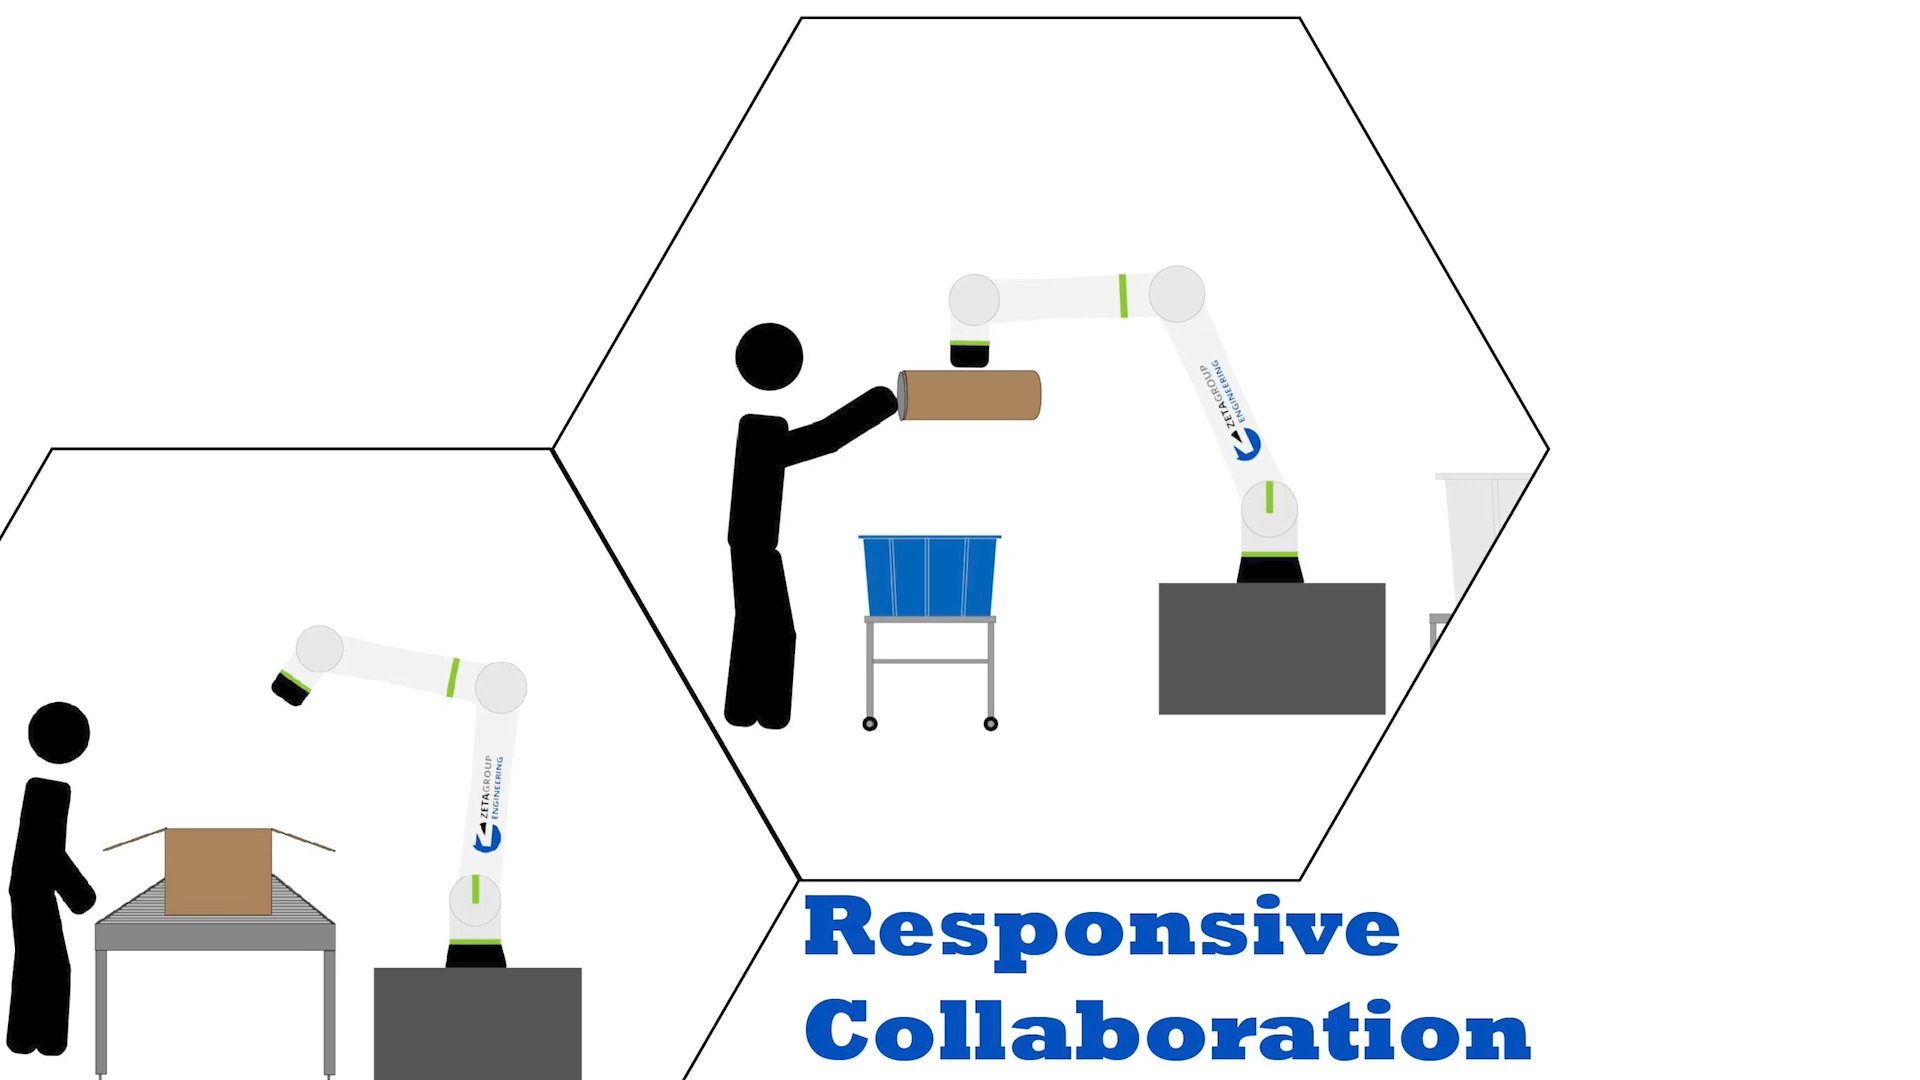 ZETAGROUP
ENGINEERING
ZETAGROUP
ENGINEERING
Responsive
Collaboration